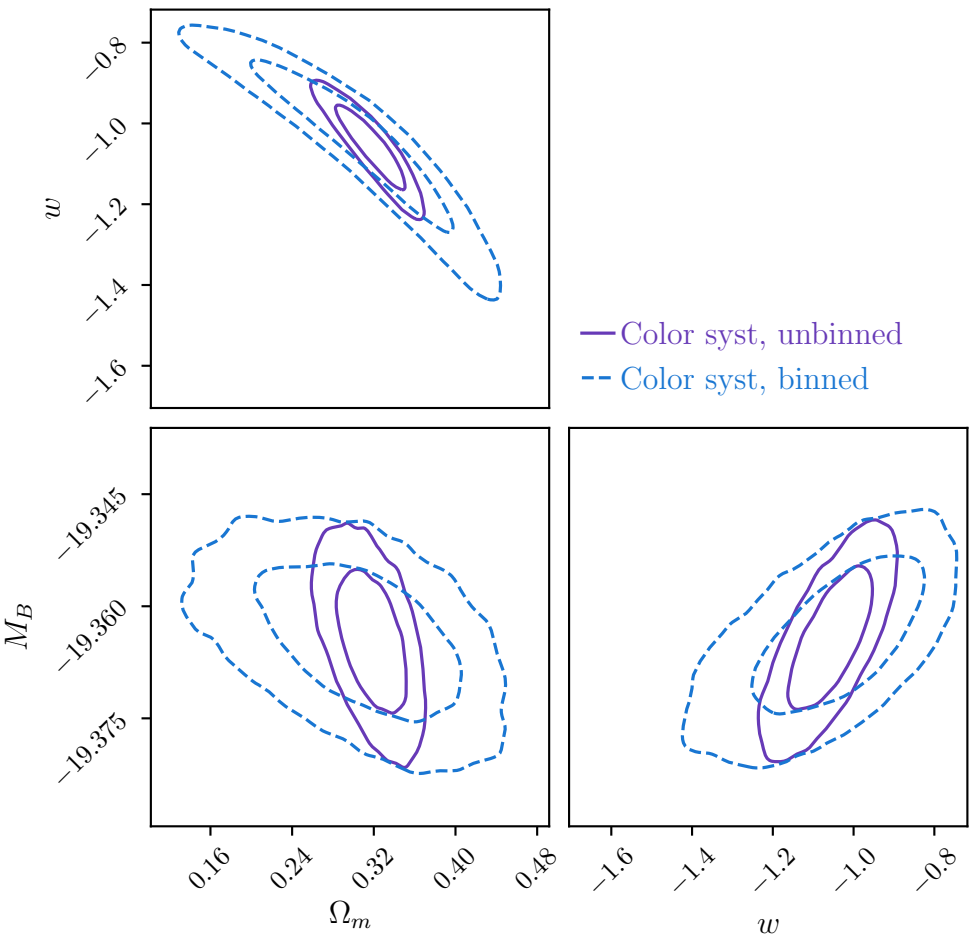 −0.8
−1.0
w
−1.2
−1.4
−1.6
Color syst, unbinned
Color syst, binned
−19.345
M_B
−19.360
−19.375
0.16 0.24 0.32 0.40 0.48
Ω_m
−1.6 −1.4 −1.2 −1.0 −0.8
w